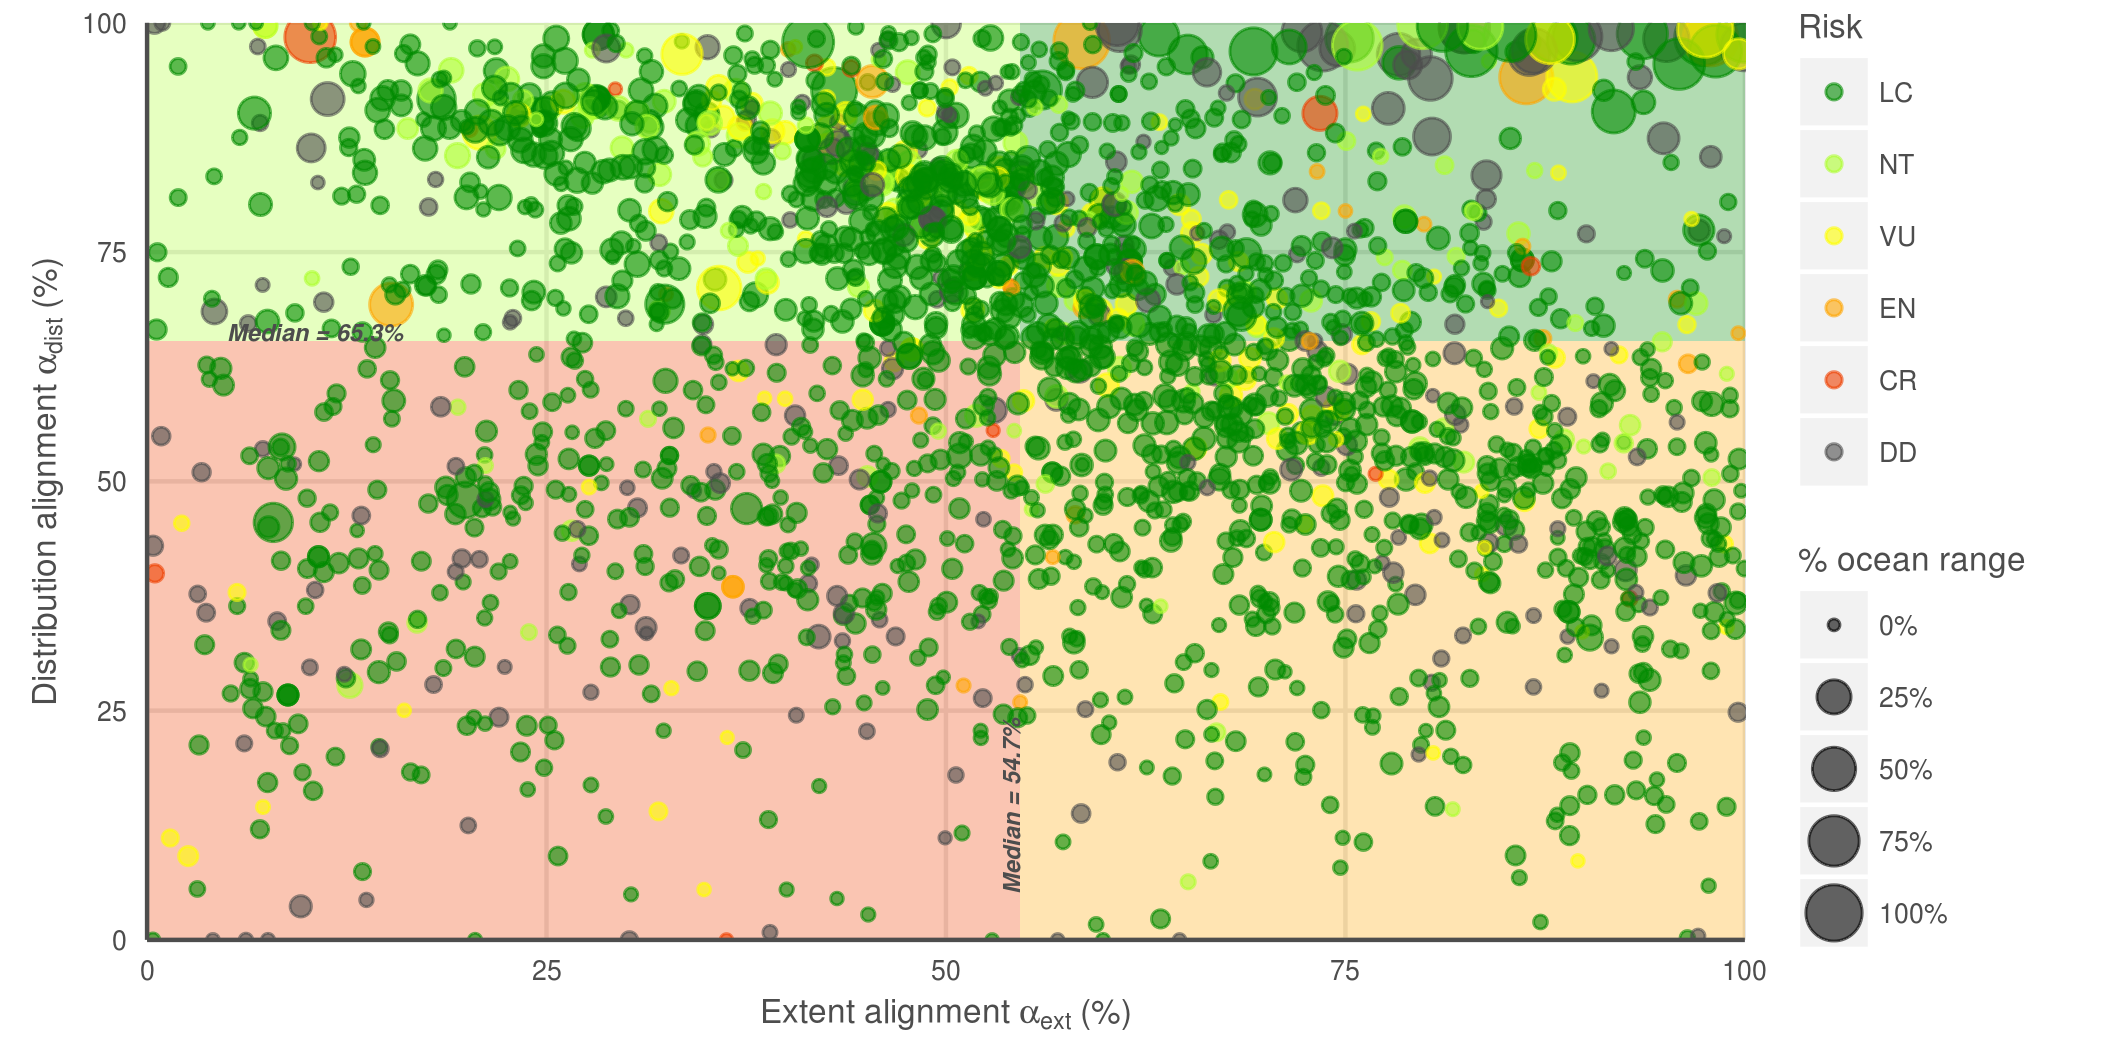 100
75
50
25
0
0
25
50
75
100
Distribution alignment αdist (%)
Extent alignment αext (%)
Median = 65.3%
Median = 54.7%
Risk
LC
NT
VU
EN
CR
DD
% ocean range
0%
25%
50%
75%
100%